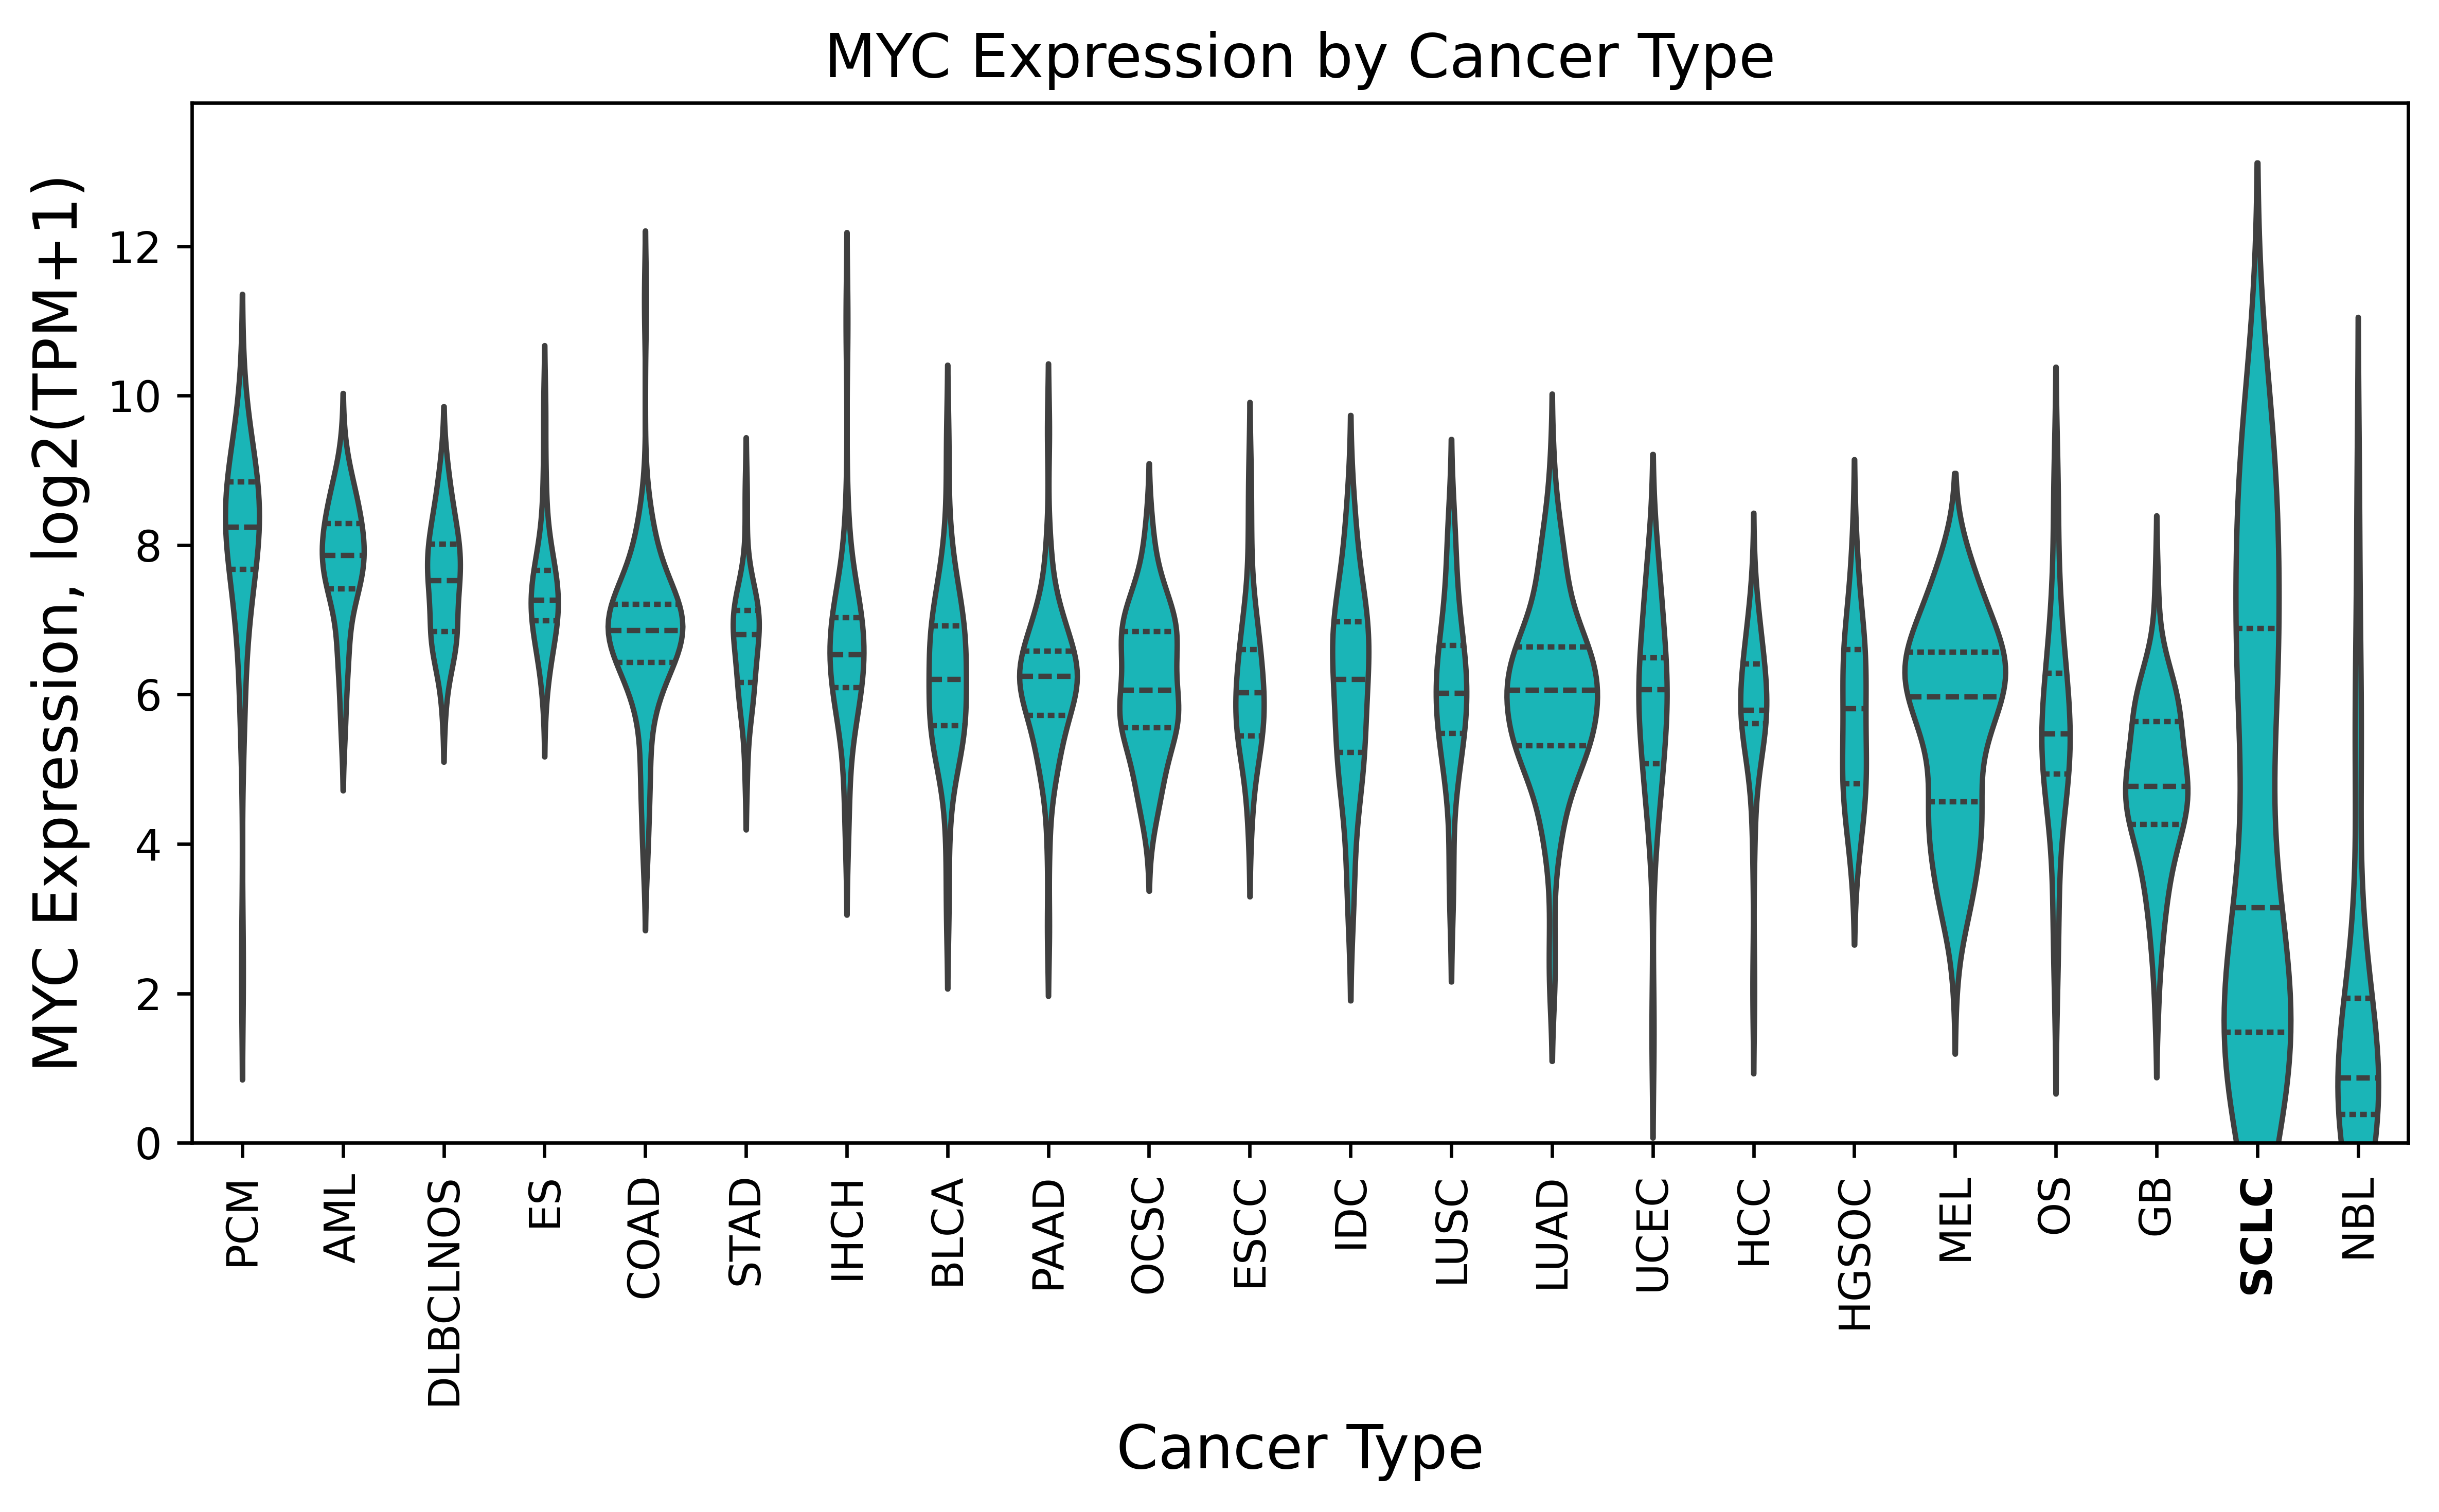 MYC Expression by Cancer Type
MYC Expression, log2(TPM+1)
12
10
8
6
4
2
0
PCM
AML
DLBCLNOS
ES
COAD
STAD
IHCH
BLCA
PAAD
OCSC
ESCC
IDC
LUSC
LUAD
UCEC
HCC
HGSOC
MEL
OS
GB
SCLC
NBL
Cancer Type